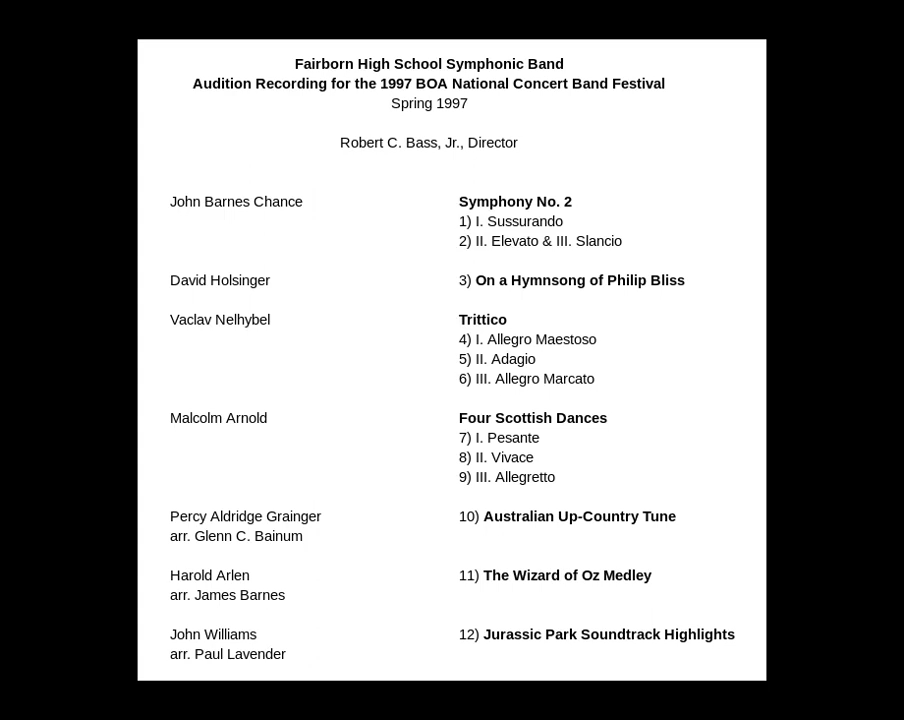 Fairborn High School Symphonic Band
Audition Recording for the 1997 BOA National Concert Band Festival
Spring 1997
Robert C. Bass, Jr., Director
John Barnes Chance Symphony No. 2
1) I. Sussurando
2) II. Elevato & III. Slancio
David Holsinger 3) On a Hymnsong of Philip Bliss
Vaclav Nelhybel Trittico
4) I. Allegro Maestoso
5) II. Adagio
6) III. Allegro Marcato
Malcolm Arnold Four Scottish Dances
7) I. Pesante
8) II. Vivace
9) III. Allegretto
Percy Aldridge Grainger 10) Australian Up-Country Tune
arr. Glenn C. Bainum
Harold Arlen 11) The Wizard of Oz Medley
arr. James Barnes
John Williams 12) Jurassic Park Soundtrack Highlights
arr. Paul Lavender